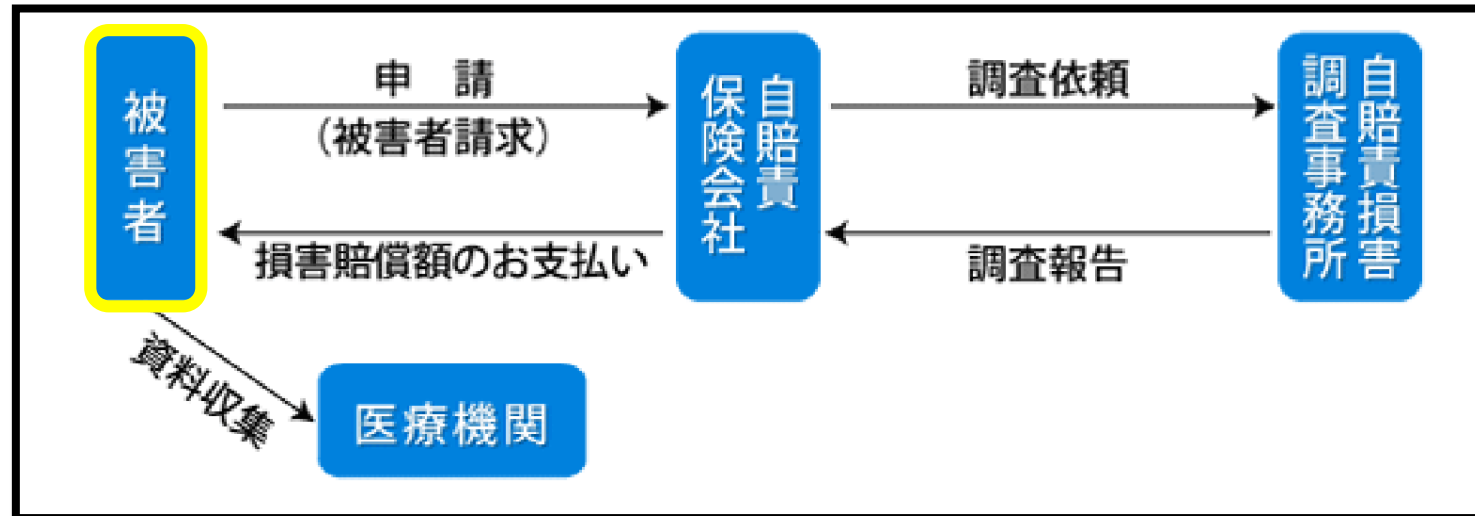 被害者
申 請
(被害者請求)
自賠責
保険会社
調査依頼
自賠責損害
調査事務所
損害賠償額のお支払い
調査報告
資料収集
医療機関